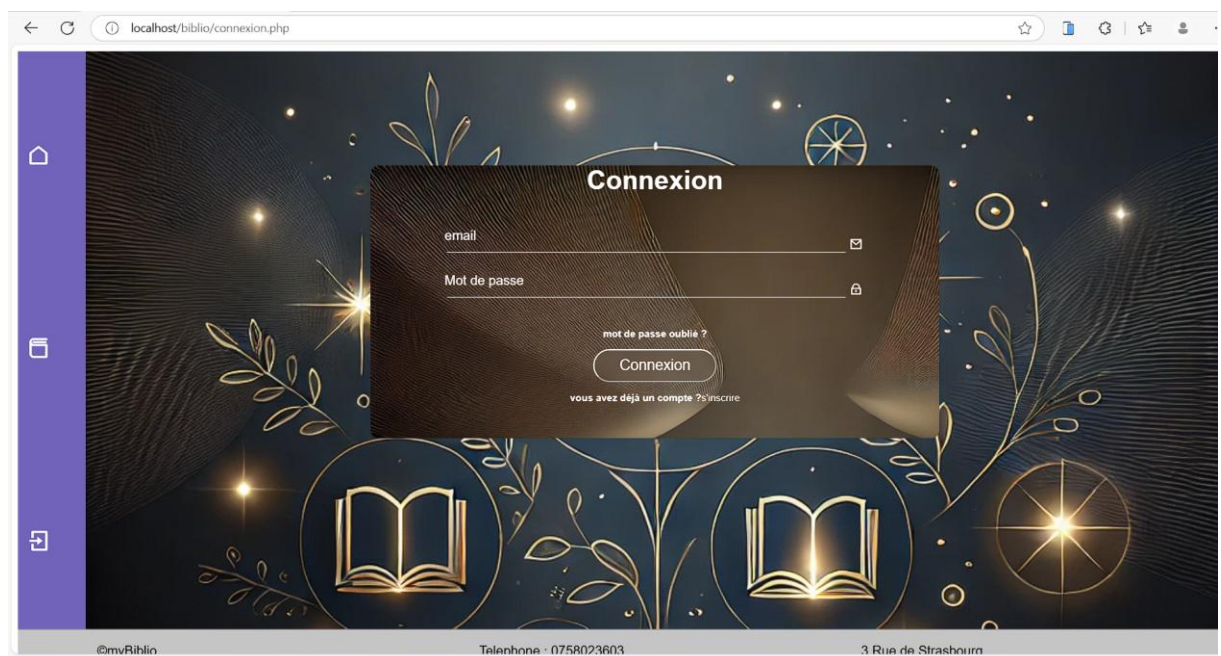 localhost/biblio/connexion.php
Connexion
email
Mot de passe
mot de passe oublié ?
Connexion
vous avez déjà un compte ?s'inscrire
©myBiblio Telephone : 0758023603 3 Rue de Strasbourg